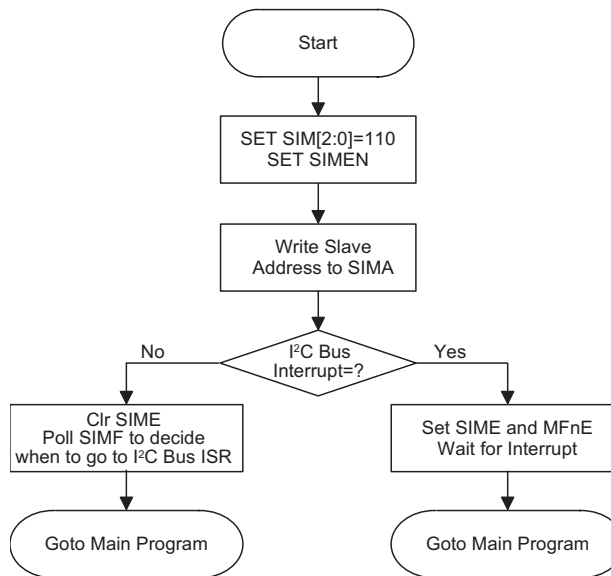 Start
SET SIM[2:0]=110
SET SIMEN
Write Slave
Address to SIMA
I²C Bus
Interrupt=?
No
Yes
Clr SIME
Poll SIMF to decide
when to go to I²C Bus ISR
Set SIME and MFnE
Wait for Interrupt
Goto Main Program
Goto Main Program